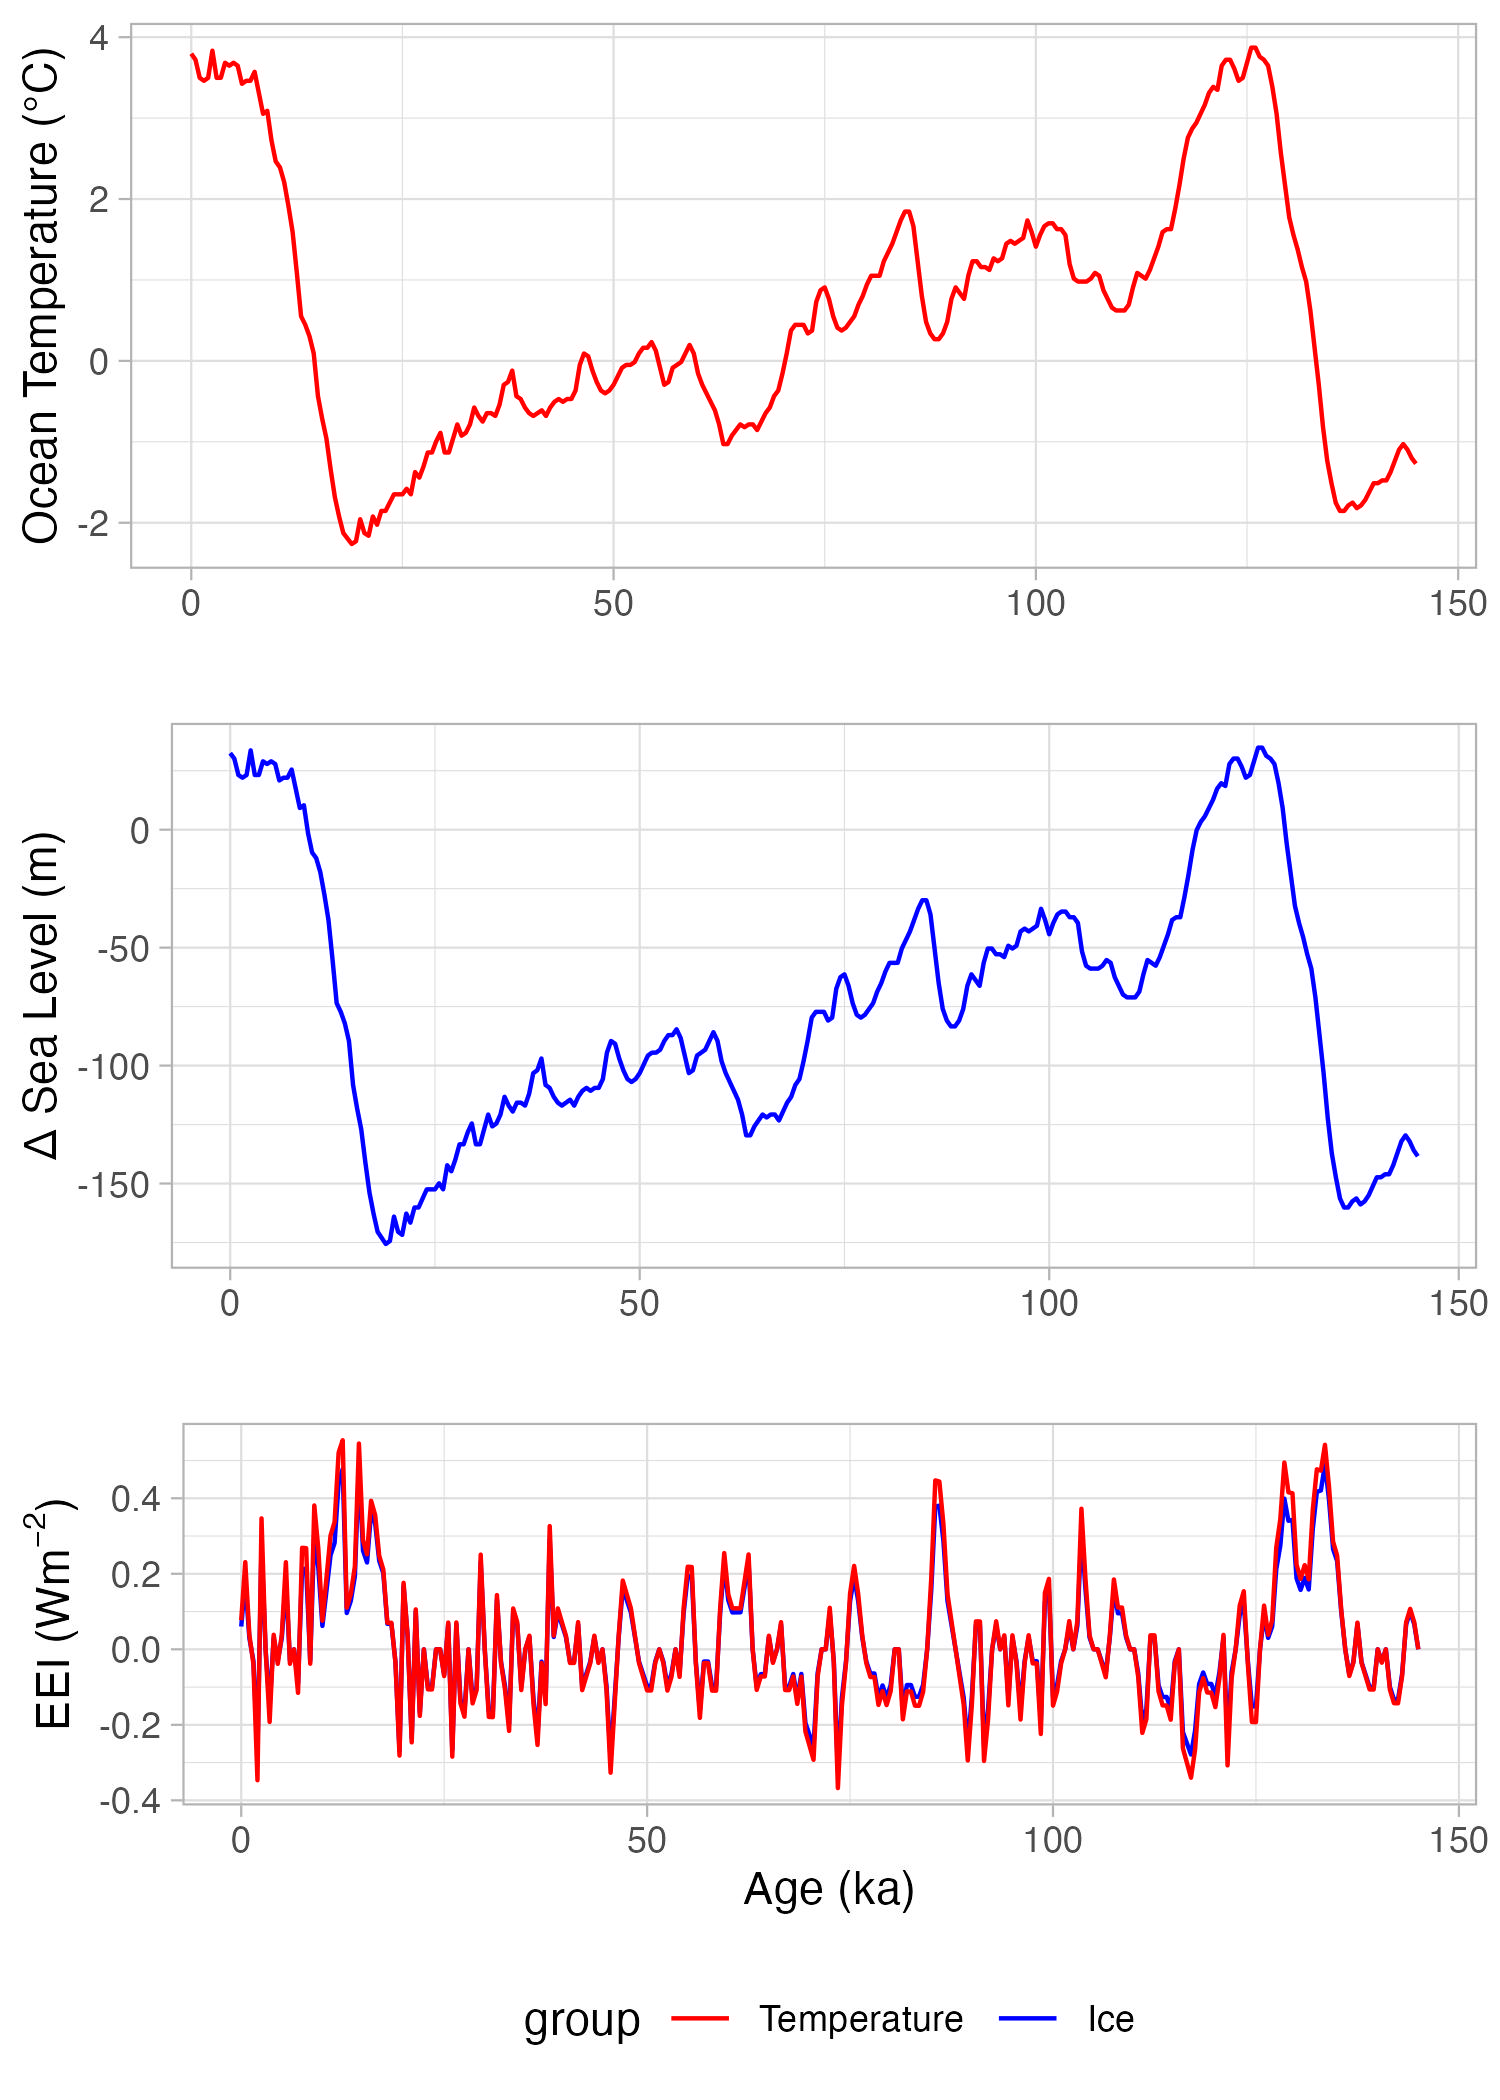 Ocean Temperature (°C)
4
2
0
-2
0 50 100 150
Δ Sea Level (m)
0
-50
-100
-150
0 50 100 150
EEI (Wm⁻²)
0.4
0.2
0.0
-0.2
-0.4
0 50 100 150
Age (ka)
group Temperature Ice